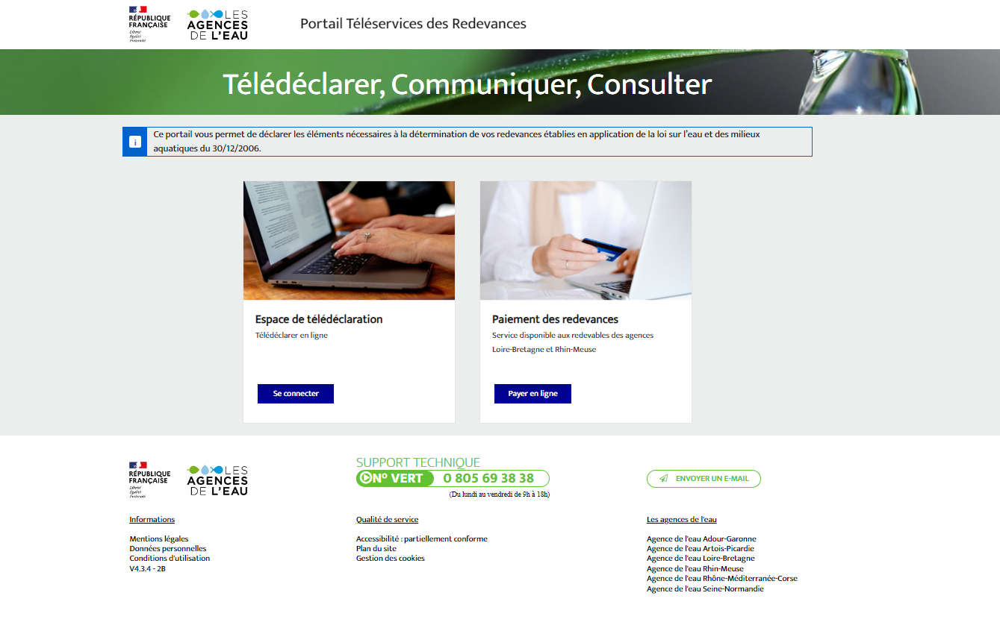 RÉPUBLIQUE
FRANÇAISE
Liberté
Égalité
Fraternité
LES
AGENCES
DE L'EAU
Portail Téléservices des Redevances
Télédéclarer, Communiquer, Consulter
i
Ce portail vous permet de déclarer les éléments nécessaires à la détermination de vos redevances établies en application de la loi sur l'eau et des milieux
aquatiques du 30/12/2006.
Espace de télédéclaration
Télédéclarer en ligne
Se connecter
Paiement des redevances
Service disponible aux redevables des agences
Loire-Bretagne et Rhin-Meuse
Payer en ligne
RÉPUBLIQUE
FRANÇAISE
Liberté
Égalité
Fraternité
LES
AGENCES
DE L'EAU
SUPPORT TECHNIQUE
N° VERT 0 805 69 38 38
(Du lundi au vendredi de 9h à 18h)
ENVOYER UN E-MAIL
Informations
Mentions légales
Données personnelles
Conditions d'utilisation
V4.3.4 - 2B
Qualité de service
Accessibilité : partiellement conforme
Plan du site
Gestion des cookies
Les agences de l'eau
Agence de l'eau Adour-Garonne
Agence de l'eau Artois-Picardie
Agence de l'eau Loire-Bretagne
Agence de l'eau Rhin-Meuse
Agence de l'eau Rhône-Méditerranée-Corse
Agence de l'eau Seine-Normandie